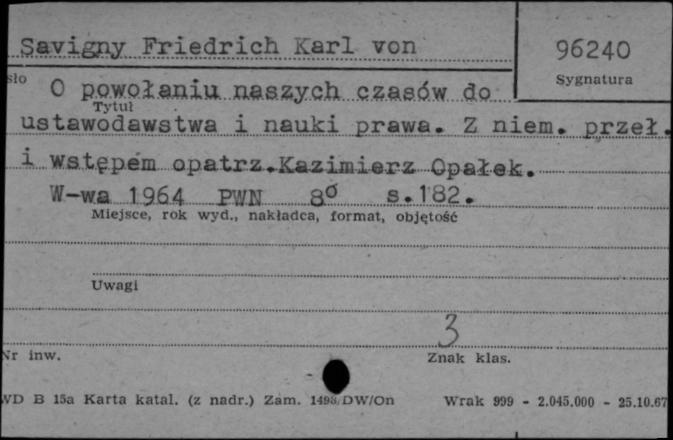 Savigny Friedrich Karl von
96240
sło
Sygnatura
O powołaniu naszych czasów do
Tytuł
ustawodawstwa i nauki prawa. Z niem. przeł.
i wstępem opatrz.Kazimierz Opałek.
W-wa 1964 PWN 8° s.182.
Miejsce, rok wyd., nakładca, format, objętość
Uwagi
3
Nr inw.
Znak klas.
WD B 15a Karta katal. (z nadr.) Zam. DW/On Wrak 999 - 2.045.000 - 25.10.67